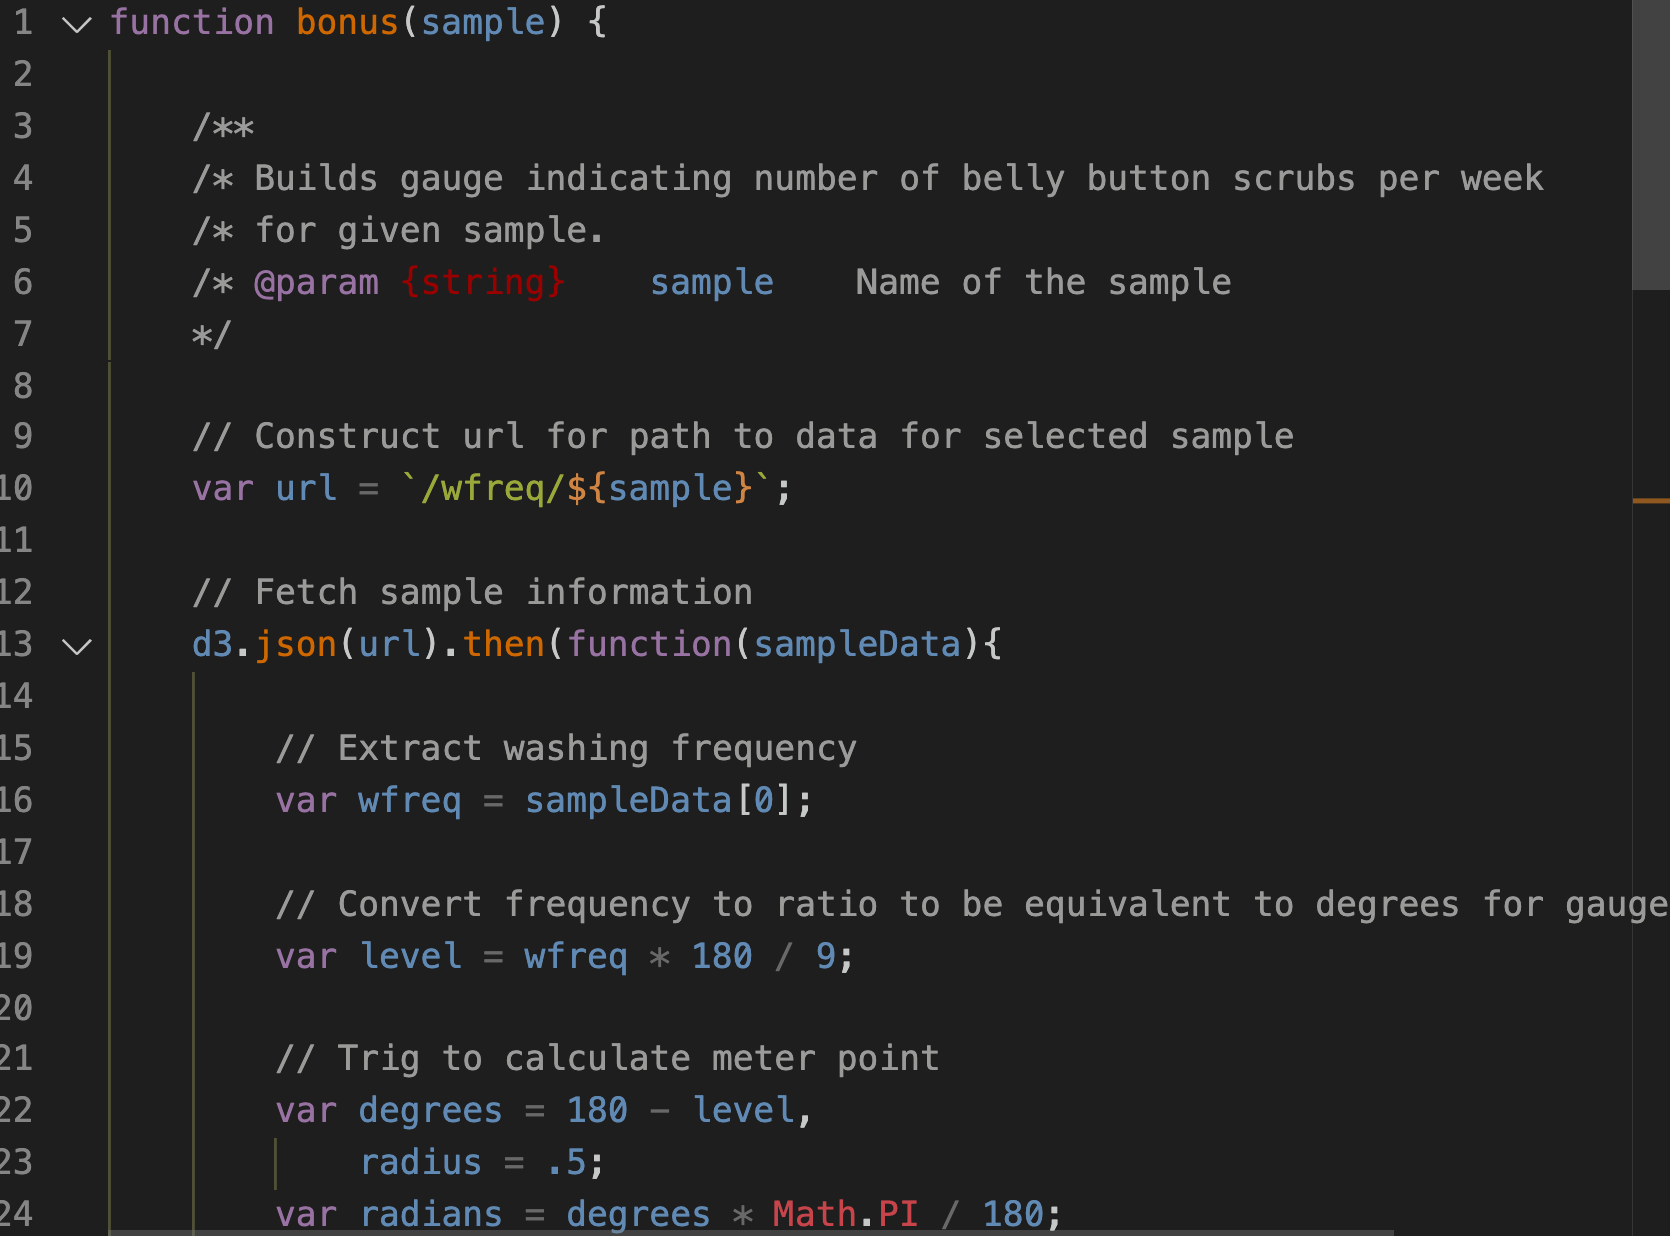 1 function bonus(sample) {
2
3 /**
4 /* Builds gauge indicating number of belly button scrubs per week
5 /* for given sample.
6 /* @param {string}    sample    Name of the sample
7 */
8
9 // Construct url for path to data for selected sample
10 var url = `/wfreq/${sample}`;
11
12 // Fetch sample information
13 d3.json(url).then(function(sampleData){
14
15 // Extract washing frequency
16 var wfreq = sampleData[0];
17
18 // Convert frequency to ratio to be equivalent to degrees for gauge
19 var level = wfreq * 180 / 9;
20
21 // Trig to calculate meter point
22 var degrees = 180 - level,
23 radius = .5;
24 var radians = degrees * Math.PI / 180;